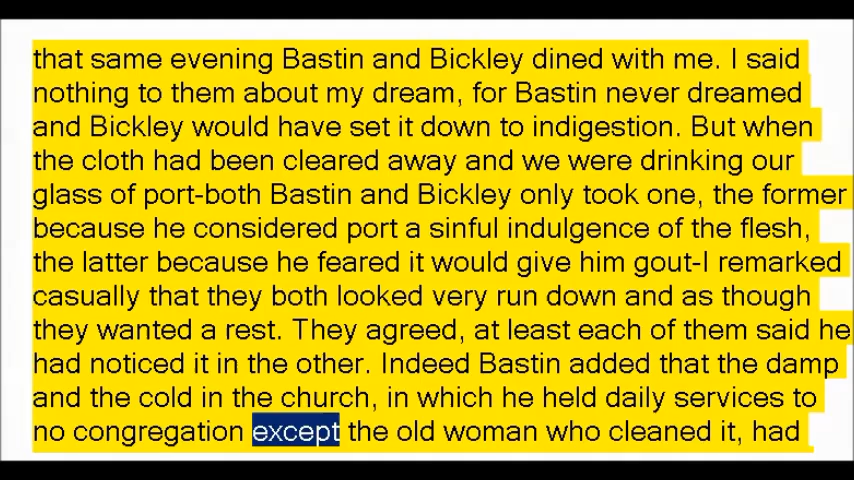 that same evening Bastin and Bickley dined with me. I said
nothing to them about my dream, for Bastin never dreamed
and Bickley would have set it down to indigestion. But when
the cloth had been cleared away and we were drinking our
glass of port-both Bastin and Bickley only took one, the former
because he considered port a sinful indulgence of the flesh,
the latter because he feared it would give him gout-I remarked
casually that they both looked very run down and as though
they wanted a rest. They agreed, at least each of them said he
had noticed it in the other. Indeed Bastin added that the damp
and the cold in the church, in which he held daily services to
no congregation except the old woman who cleaned it, had